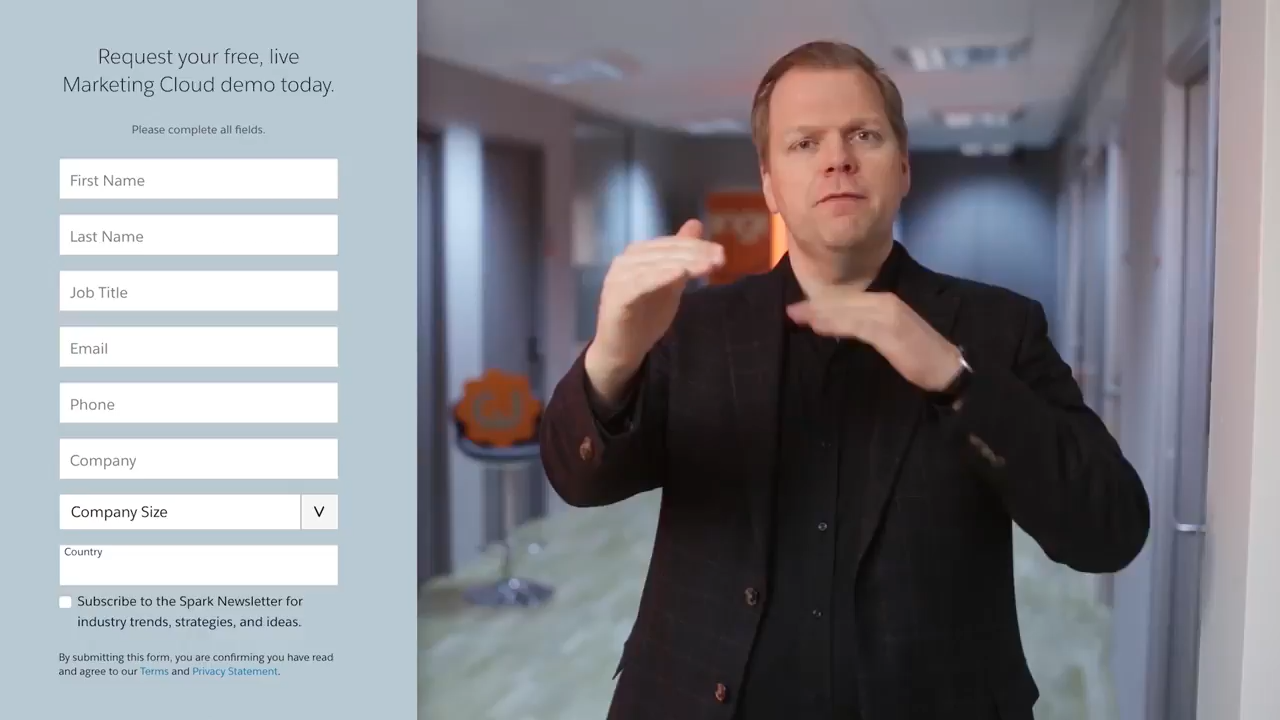 Request your free, live
Marketing Cloud demo today.
Please complete all fields.
First Name
Last Name
Job Title
Email
Phone
Company
Company Size
V
Country
Subscribe to the Spark Newsletter for
industry trends, strategies, and ideas.
By submitting this form, you are confirming you have read
and agree to our Terms and Privacy Statement.